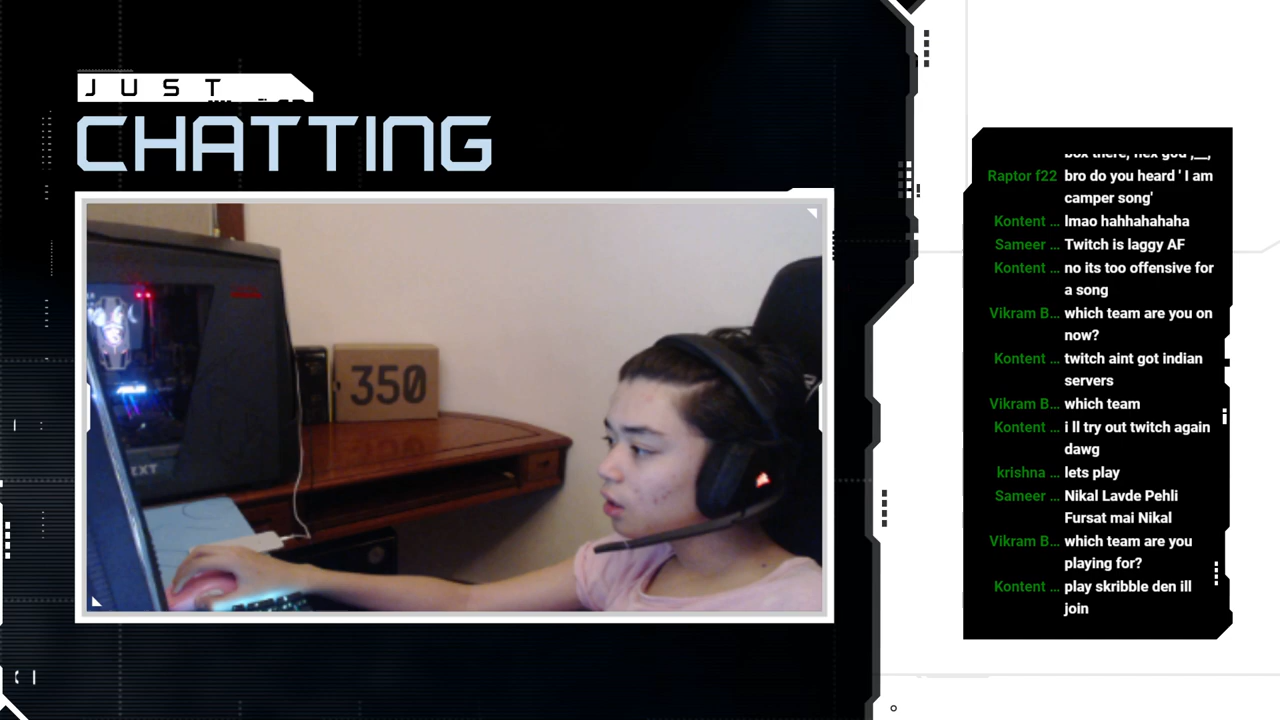 JUST
CHATTING
350
Raptor f22 bro do you heard ' I am
camper song'
Kontent ... lmao hahhahahaha
Sameer ... Twitch is laggy AF
Kontent ... no its too offensive for
a song
Vikram B... which team are you on
now?
Kontent ... twitch aint got indian
servers
Vikram B... which team
Kontent ... i ll try out twitch again
dawg
krishna ... lets play
Sameer ... Nikal Lavde Pehli
Fursat mai Nikal
Vikram B... which team are you
playing for?
Kontent ... play skribble den ill
join